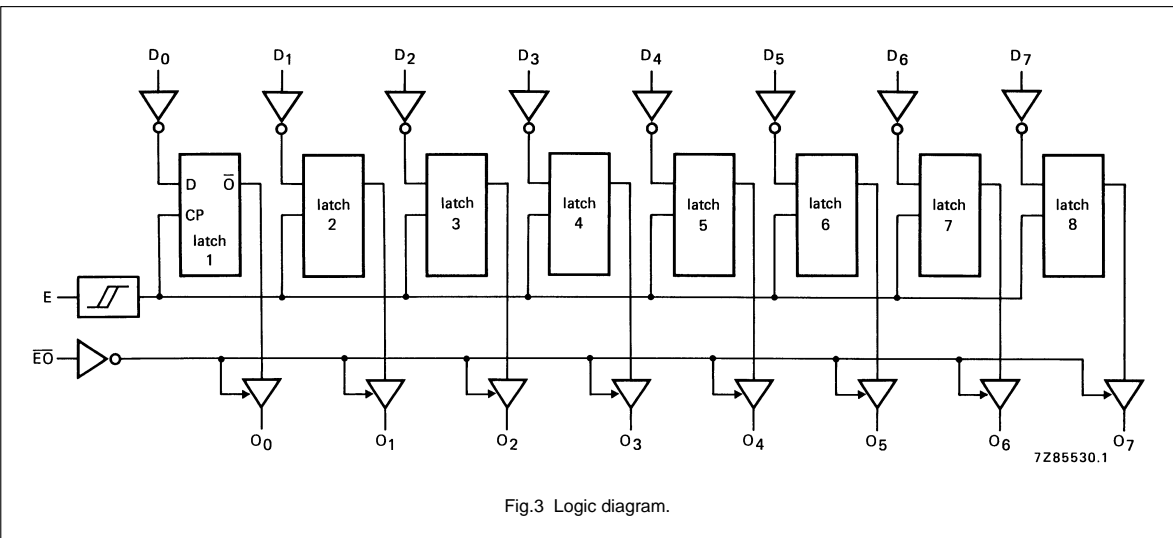 D0 D1 D2 D3 D4 D5 D6 D7
D O̅
CP
latch
1
latch
2
latch
3
latch
4
latch
5
latch
6
latch
7
latch
8
E
E̅O̅
O0 O1 O2 O3 O4 O5 O6 O7
7Z85530.1
Fig.3 Logic diagram.